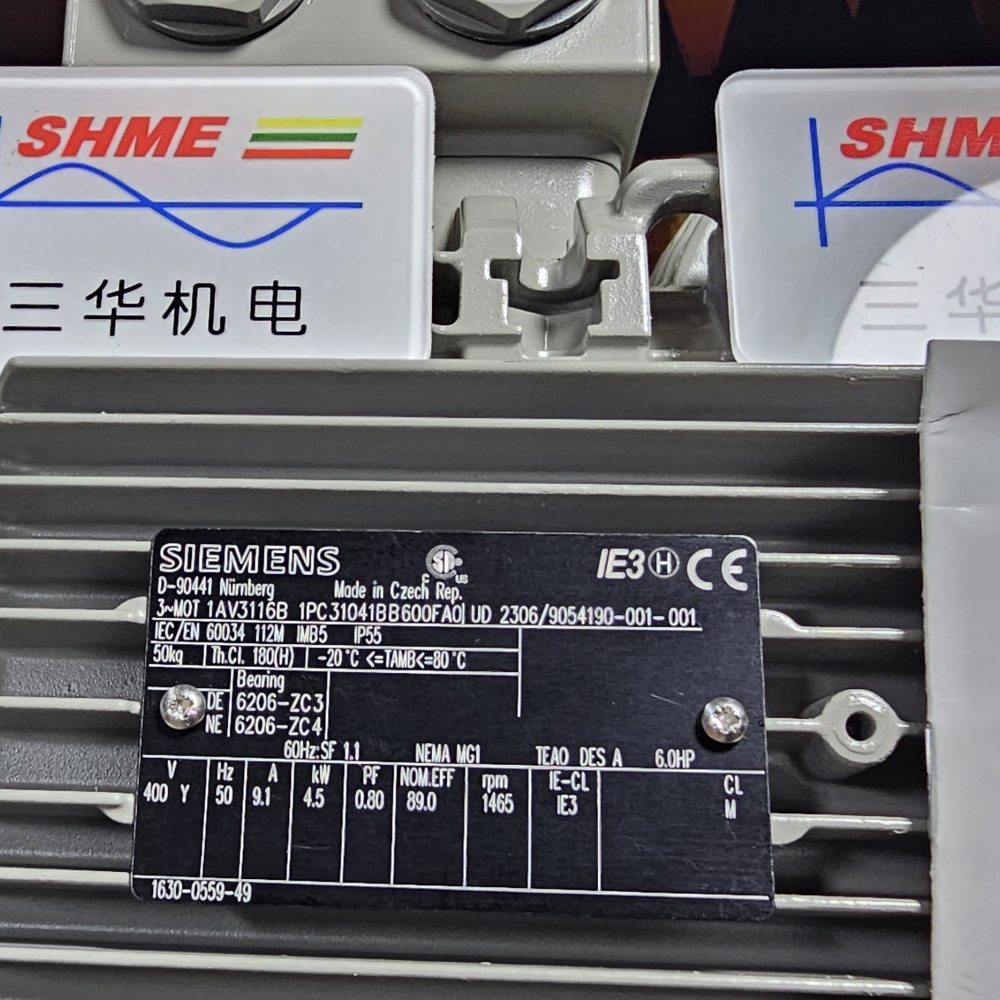 SHME
三华机电
SHM
三华
SIEMENS
C SA US
IE3 H CE
D-90441 Nürnberg Made in Czech Rep.
3~MOT 1AV3116B 1PC31041BB600FA0 UD 2306/9054190-001-001
IEC/EN 60034 112M IMB5 IP55
50kg Th.Cl. 180(H) -20°C <=TAMB<=80°C
Bearing
DE 6206-ZC3
NE 6206-ZC4
60Hz:SF 1.1 NEMA MG1 TEAO DES A 6.0HP
V Hz A kW PF NOM.EFF rpm IE-CL CL
400 Y 50 9.1 4.5 0.80 89.0 1465 IE3 M
1630-0559-49